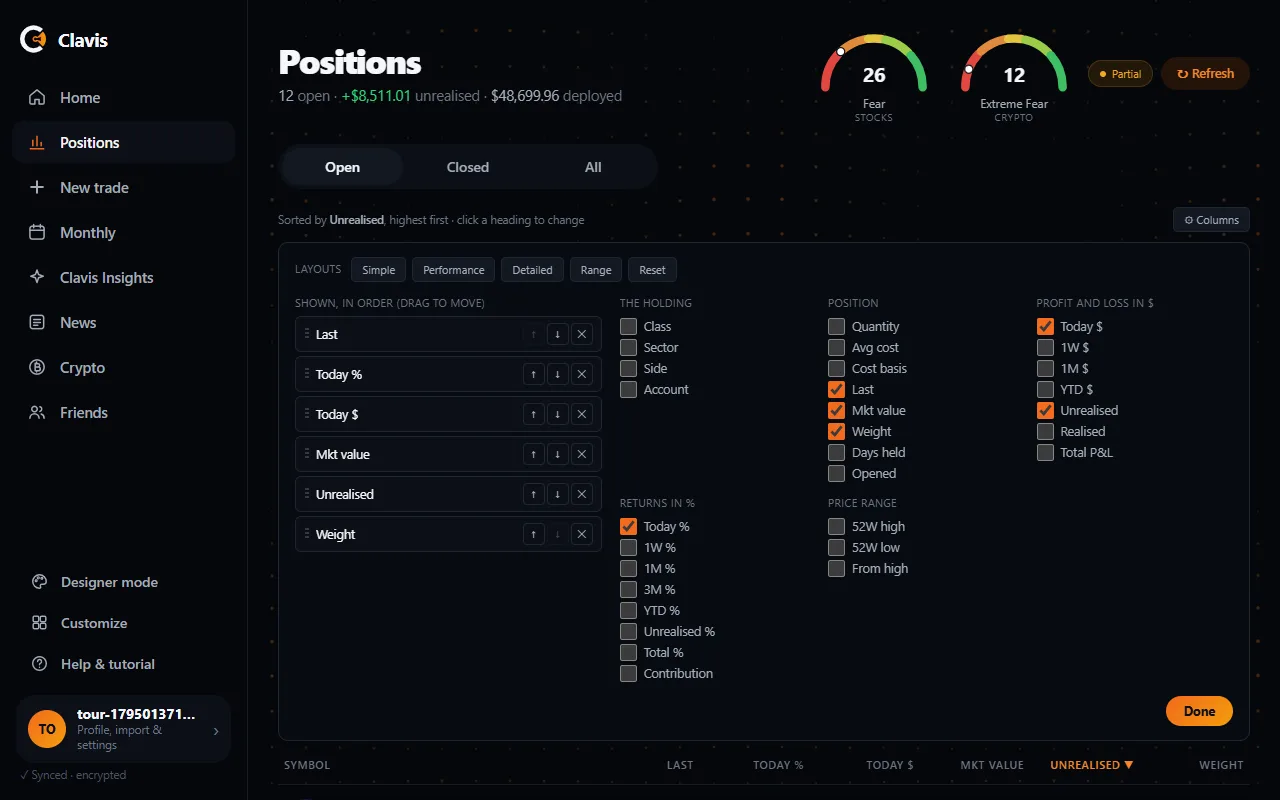 Clavis
Home
Positions
New trade
Monthly
Clavis Insights
News
Crypto
Friends
Designer mode
Customize
Help & tutorial
TO
tour-179501371...
Profile, import &
settings
✓ Synced · encrypted
Positions
12 open · +$8,511.01 unrealised · $48,699.96 deployed
26
Fear
STOCKS
12
Extreme Fear
CRYPTO
Partial
↻ Refresh
Open
Closed
All
Sorted by Unrealised, highest first · click a heading to change
⚙ Columns
LAYOUTS
Simple
Performance
Detailed
Range
Reset
SHOWN, IN ORDER (DRAG TO MOVE)
Last
Today %
Today $
Mkt value
Unrealised
Weight
THE HOLDING
Class
Sector
Side
Account
POSITION
Quantity
Avg cost
Cost basis
Last
Mkt value
Weight
Days held
Opened
PROFIT AND LOSS IN $
Today $
1W $
1M $
YTD $
Unrealised
Realised
Total P&L
RETURNS IN %
Today %
1W %
1M %
3M %
YTD %
Unrealised %
Total %
Contribution
PRICE RANGE
52W high
52W low
From high
Done
SYMBOL LAST TODAY % TODAY $ MKT VALUE UNREALISED ▼ WEIGHT